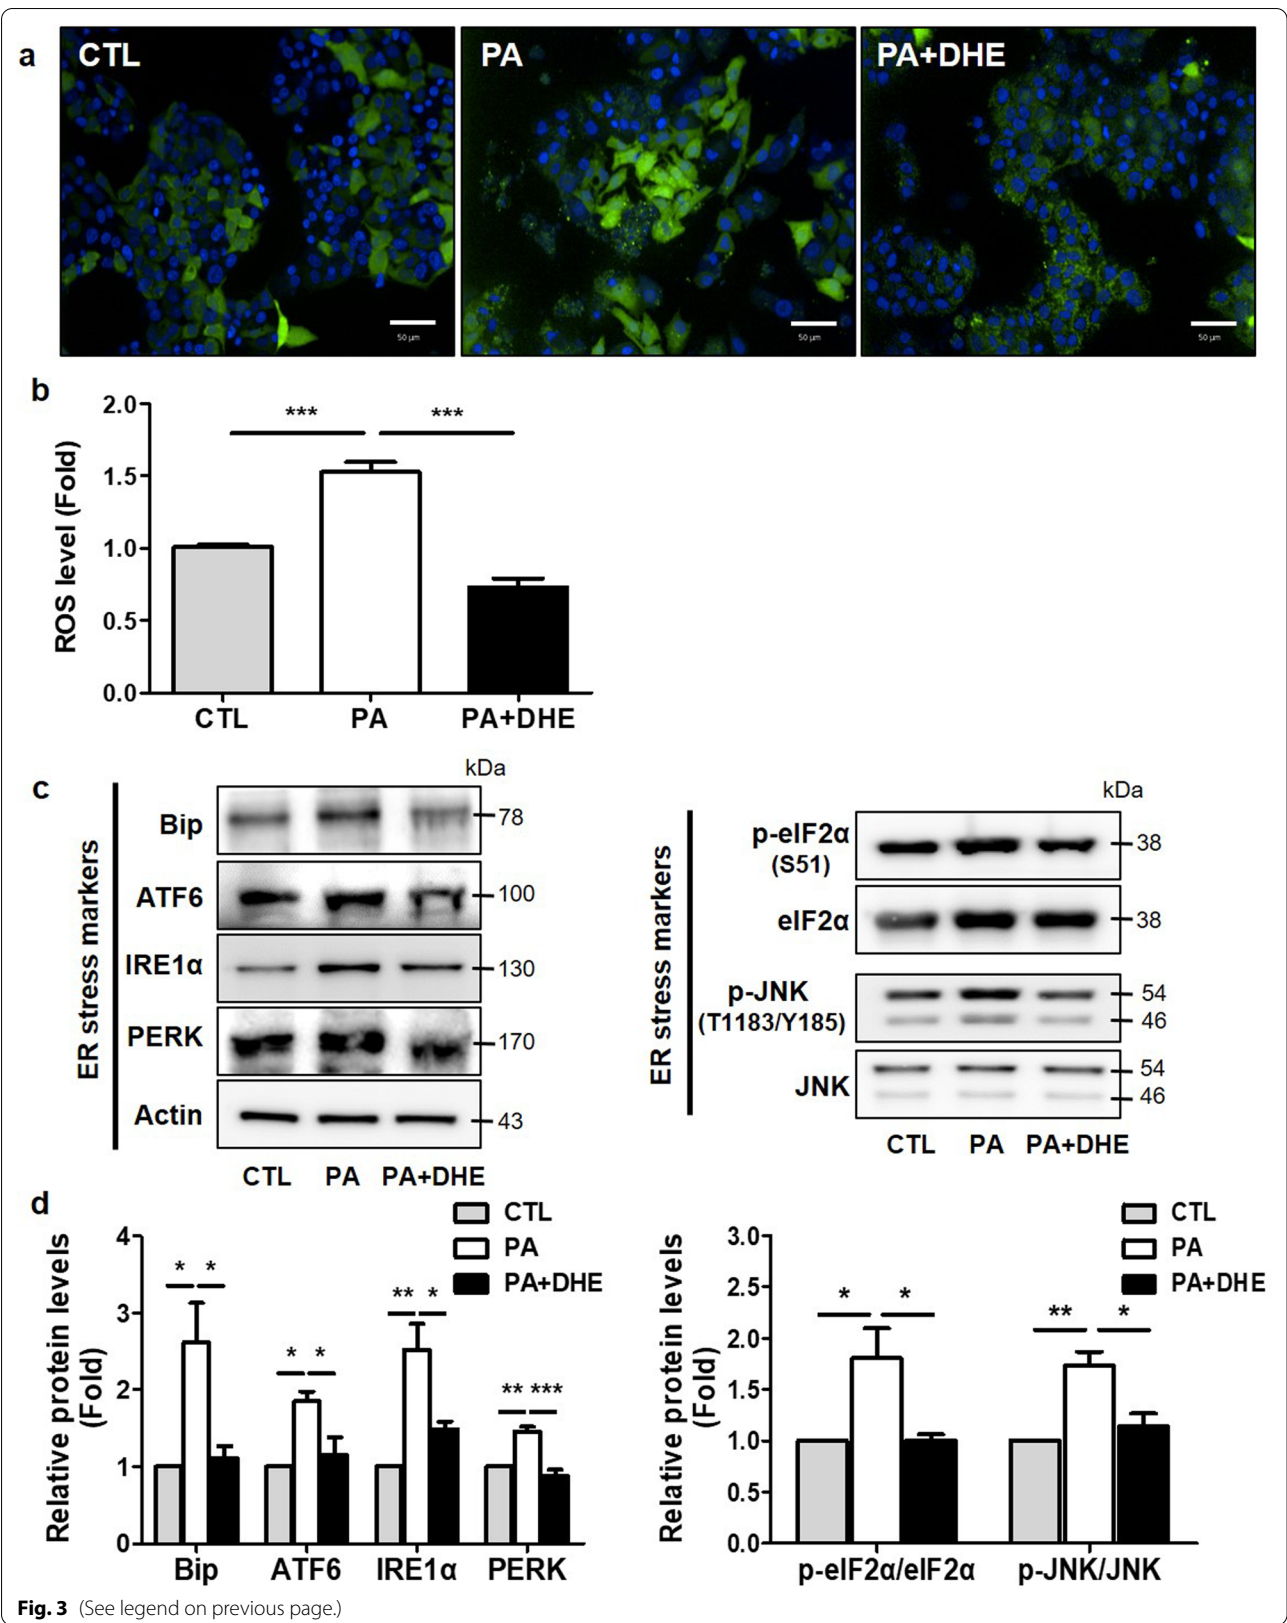 a
CTL
PA
PA+DHE
50 µm
50 µm
50 µm
b
ROS level (Fold)
2.0
1.5
1.0
0.5
0.0
***
***
CTL
PA
PA+DHE
c
ER stress markers
kDa
Bip
78
ATF6
100
IRE1α
130
PERK
170
Actin
43
CTL PA PA+DHE
ER stress markers
kDa
p-eIF2α
(S51)
38
eIF2α
38
p-JNK
(T1183/Y185)
54
46
JNK
54
46
CTL PA PA+DHE
d
Relative protein levels
(Fold)
4
3
2
1
0
CTL
PA
PA+DHE
* *
* *
** *
** ***
Bip ATF6 IRE1α PERK
Relative protein levels
(Fold)
3.0
2.5
2.0
1.5
1.0
0.5
0.0
CTL
PA
PA+DHE
* *
** *
p-eIF2α/eIF2α p-JNK/JNK
Fig. 3 (See legend on previous page.)